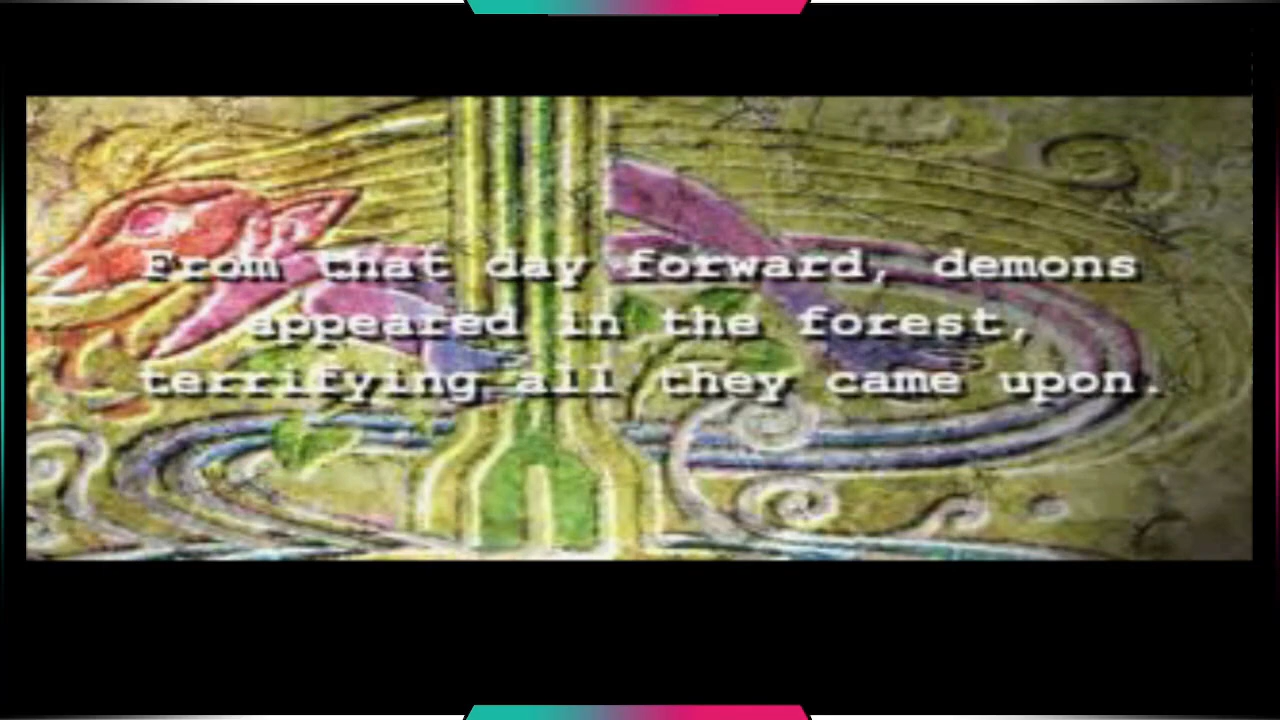 From that day forward, demons
appeared in the forest,
terrifying all they came upon.